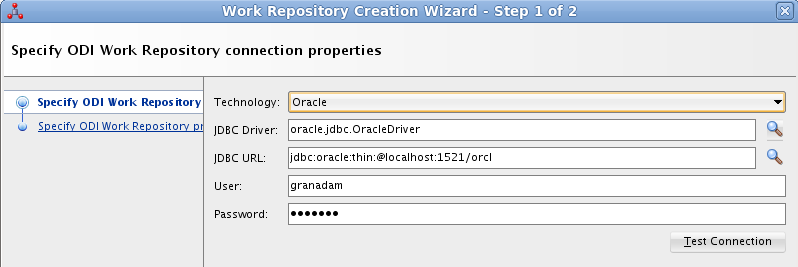 Work Repository Creation Wizard - Step 1 of 2
Specify ODI Work Repository connection properties
Specify ODI Work Repository
Specify ODI Work Repository pr
Technology: Oracle
JDBC Driver: oracle.jdbc.OracleDriver
JDBC URL: jdbc:oracle:thin:@localhost:1521/orcl
User: granadam
Password: •••••••
Test Connection